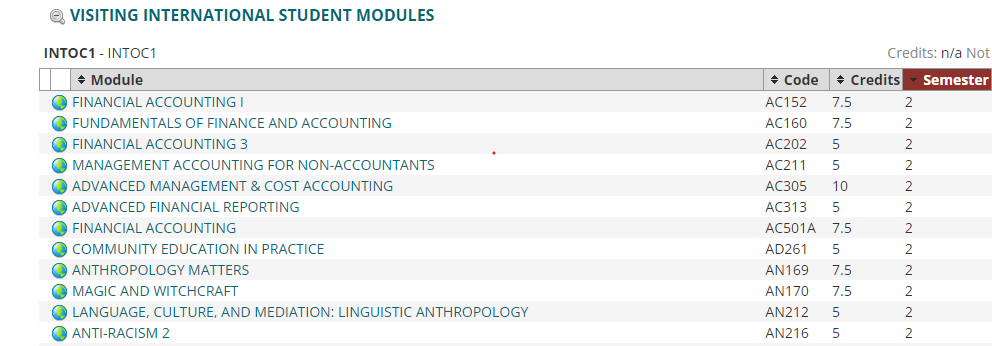 VISITING INTERNATIONAL STUDENT MODULES
INTOC1 - INTOC1 Credits: n/a Not
Module Code Credits Semester
FINANCIAL ACCOUNTING I AC152 7.5 2
FUNDAMENTALS OF FINANCE AND ACCOUNTING AC160 7.5 2
FINANCIAL ACCOUNTING 3 AC202 5 2
MANAGEMENT ACCOUNTING FOR NON-ACCOUNTANTS AC211 5 2
ADVANCED MANAGEMENT & COST ACCOUNTING AC305 10 2
ADVANCED FINANCIAL REPORTING AC313 5 2
FINANCIAL ACCOUNTING AC501A 7.5 2
COMMUNITY EDUCATION IN PRACTICE AD261 5 2
ANTHROPOLOGY MATTERS AN169 7.5 2
MAGIC AND WITCHCRAFT AN170 7.5 2
LANGUAGE, CULTURE, AND MEDIATION: LINGUISTIC ANTHROPOLOGY AN212 5 2
ANTI-RACISM 2 AN216 5 2